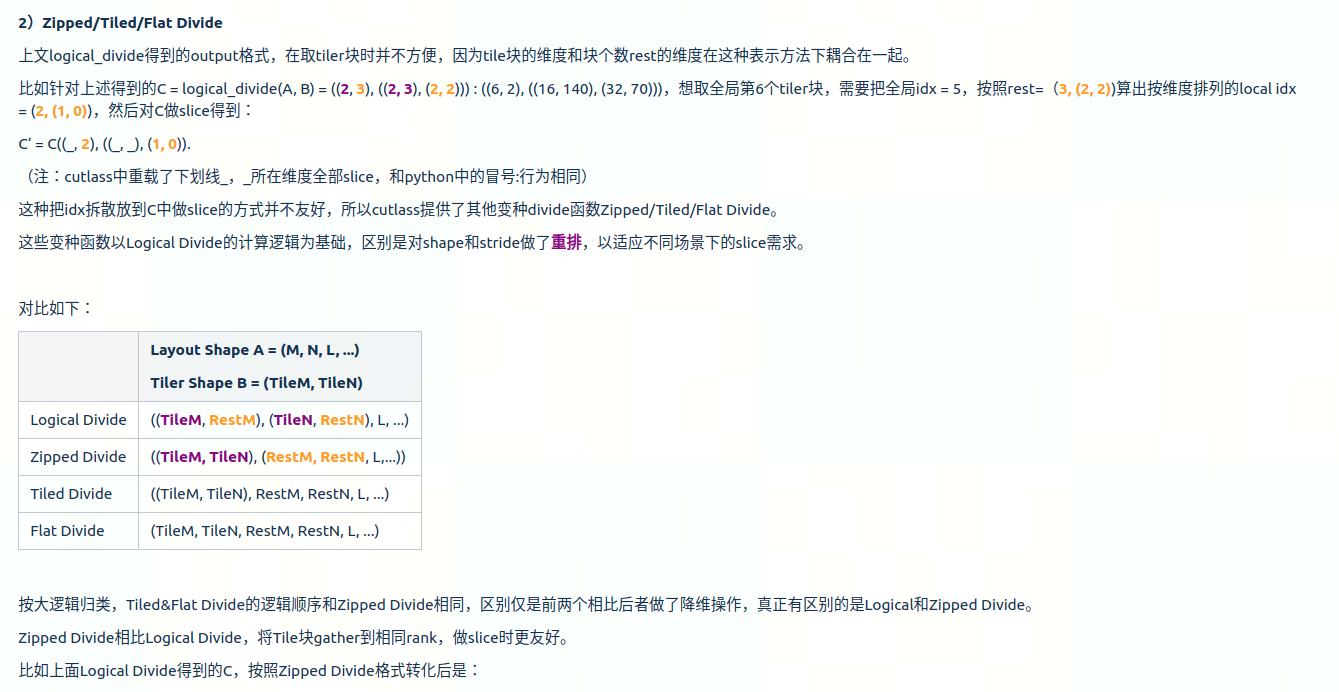 2）Zipped/Tiled/Flat Divide
上文logical_divide得到的output格式，在取tiler块时并不方便，因为tile块的维度和块个数rest的维度在这种表示方法下耦合在一起。
比如针对上述得到的C = logical_divide(A, B) = ((2, 3), ((2, 3), (2, 2))) : ((6, 2), ((16, 140), (32, 70)))，想取全局第6个tiler块，需要把全局idx = 5，按照rest=（3, (2, 2))算出按维度排列的local idx
= (2, (1, 0))，然后对C做slice得到：
C‘ = C((_, 2), ((_, _), (1, 0)).
（注：cutlass中重载了下划线_，_所在维度全部slice，和python中的冒号:行为相同）
这种把idx拆散放到C中做slice的方式并不友好，所以cutlass提供了其他变种divide函数Zipped/Tiled/Flat Divide。
这些变种函数以Logical Divide的计算逻辑为基础，区别是对shape和stride做了重排，以适应不同场景下的slice需求。
对比如下：
Layout Shape A = (M, N, L, ...)
Tiler Shape B = (TileM, TileN)
Logical Divide ((TileM, RestM), (TileN, RestN), L, ...)
Zipped Divide ((TileM, TileN), (RestM, RestN, L,...))
Tiled Divide ((TileM, TileN), RestM, RestN, L, ...)
Flat Divide (TileM, TileN, RestM, RestN, L, ...)
按大逻辑归类，Tiled&Flat Divide的逻辑顺序和Zipped Divide相同，区别仅是前两个相比后者做了降维操作，真正有区别的是Logical和Zipped Divide。
Zipped Divide相比Logical Divide，将Tile块gather到相同rank，做slice时更友好。
比如上面Logical Divide得到的C，按照Zipped Divide格式转化后是：